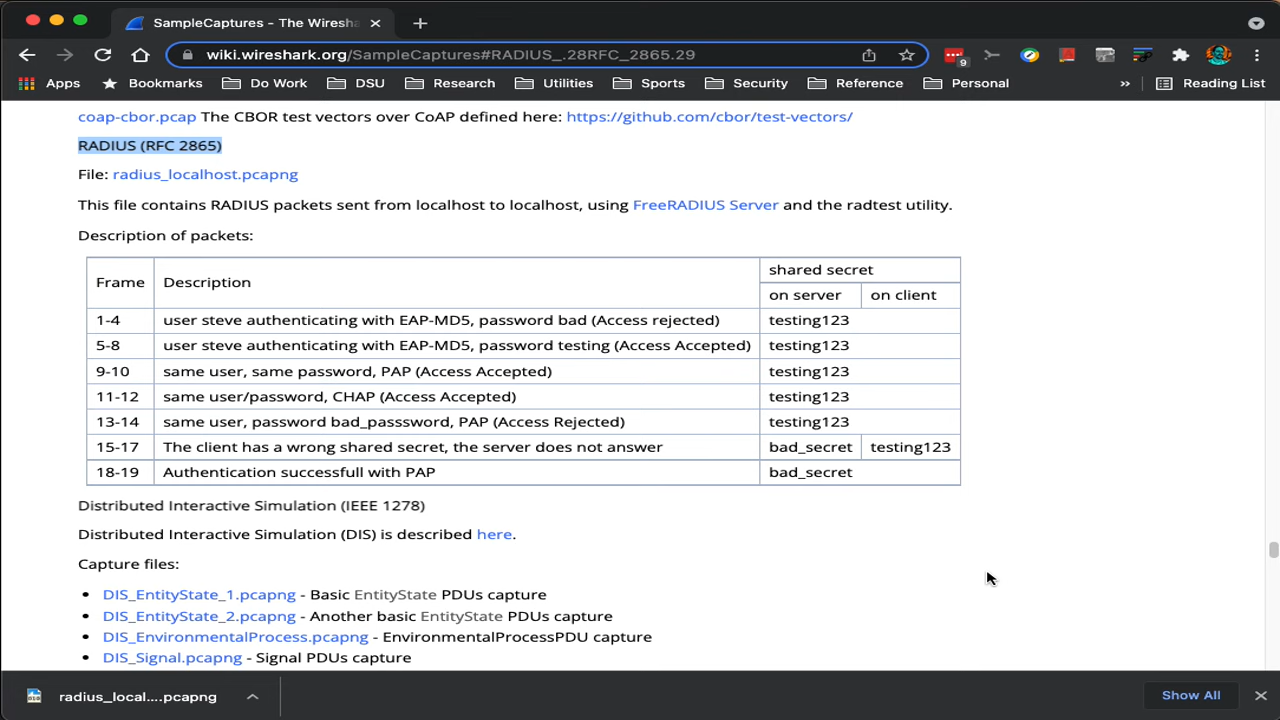 SampleCaptures - The Wiresha
wiki.wireshark.org/SampleCaptures#RADIUS_.28RFC_2865.29
9
Apps Bookmarks Do Work DSU Research Utilities Sports Security Reference Personal » Reading List
coap-cbor.pcap The CBOR test vectors over CoAP defined here: https://github.com/cbor/test-vectors/
RADIUS (RFC 2865)
File: radius_localhost.pcapng
This file contains RADIUS packets sent from localhost to localhost, using FreeRADIUS Server and the radtest utility.
Description of packets:
Frame Description shared secret
on server on client
1-4 user steve authenticating with EAP-MD5, password bad (Access rejected) testing123
5-8 user steve authenticating with EAP-MD5, password testing (Access Accepted) testing123
9-10 same user, same password, PAP (Access Accepted) testing123
11-12 same user/password, CHAP (Access Accepted) testing123
13-14 same user, password bad_passsword, PAP (Access Rejected) testing123
15-17 The client has a wrong shared secret, the server does not answer bad_secret testing123
18-19 Authentication successfull with PAP bad_secret
Distributed Interactive Simulation (IEEE 1278)
Distributed Interactive Simulation (DIS) is described here.
Capture files:
• DIS_EntityState_1.pcapng - Basic EntityState PDUs capture
• DIS_EntityState_2.pcapng - Another basic EntityState PDUs capture
• DIS_EnvironmentalProcess.pcapng - EnvironmentalProcessPDU capture
• DIS_Signal.pcapng - Signal PDUs capture
radius_local....pcapng Show All